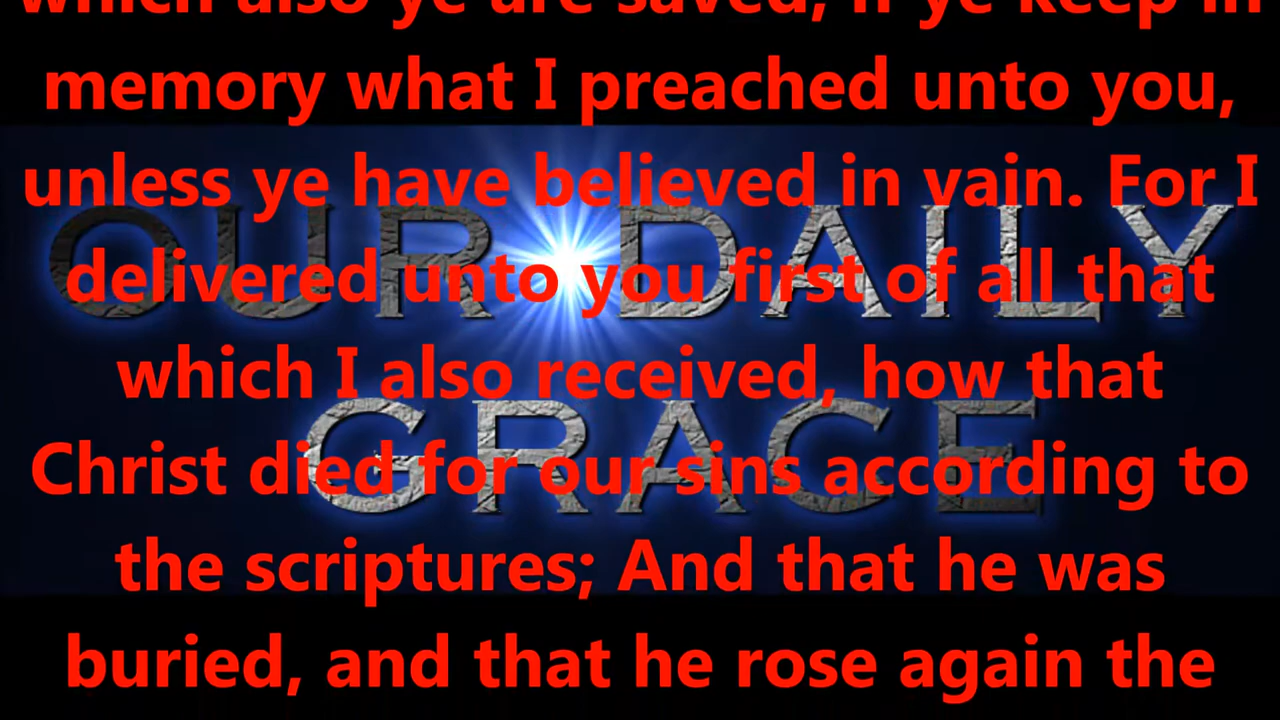 which also ye are saved, if ye keep in
memory what I preached unto you,
unless ye have believed in vain. For I
delivered unto you first of all that
which I also received, how that
Christ died for our sins according to
the scriptures; And that he was
buried, and that he rose again the
OUR DAILY
GRACE